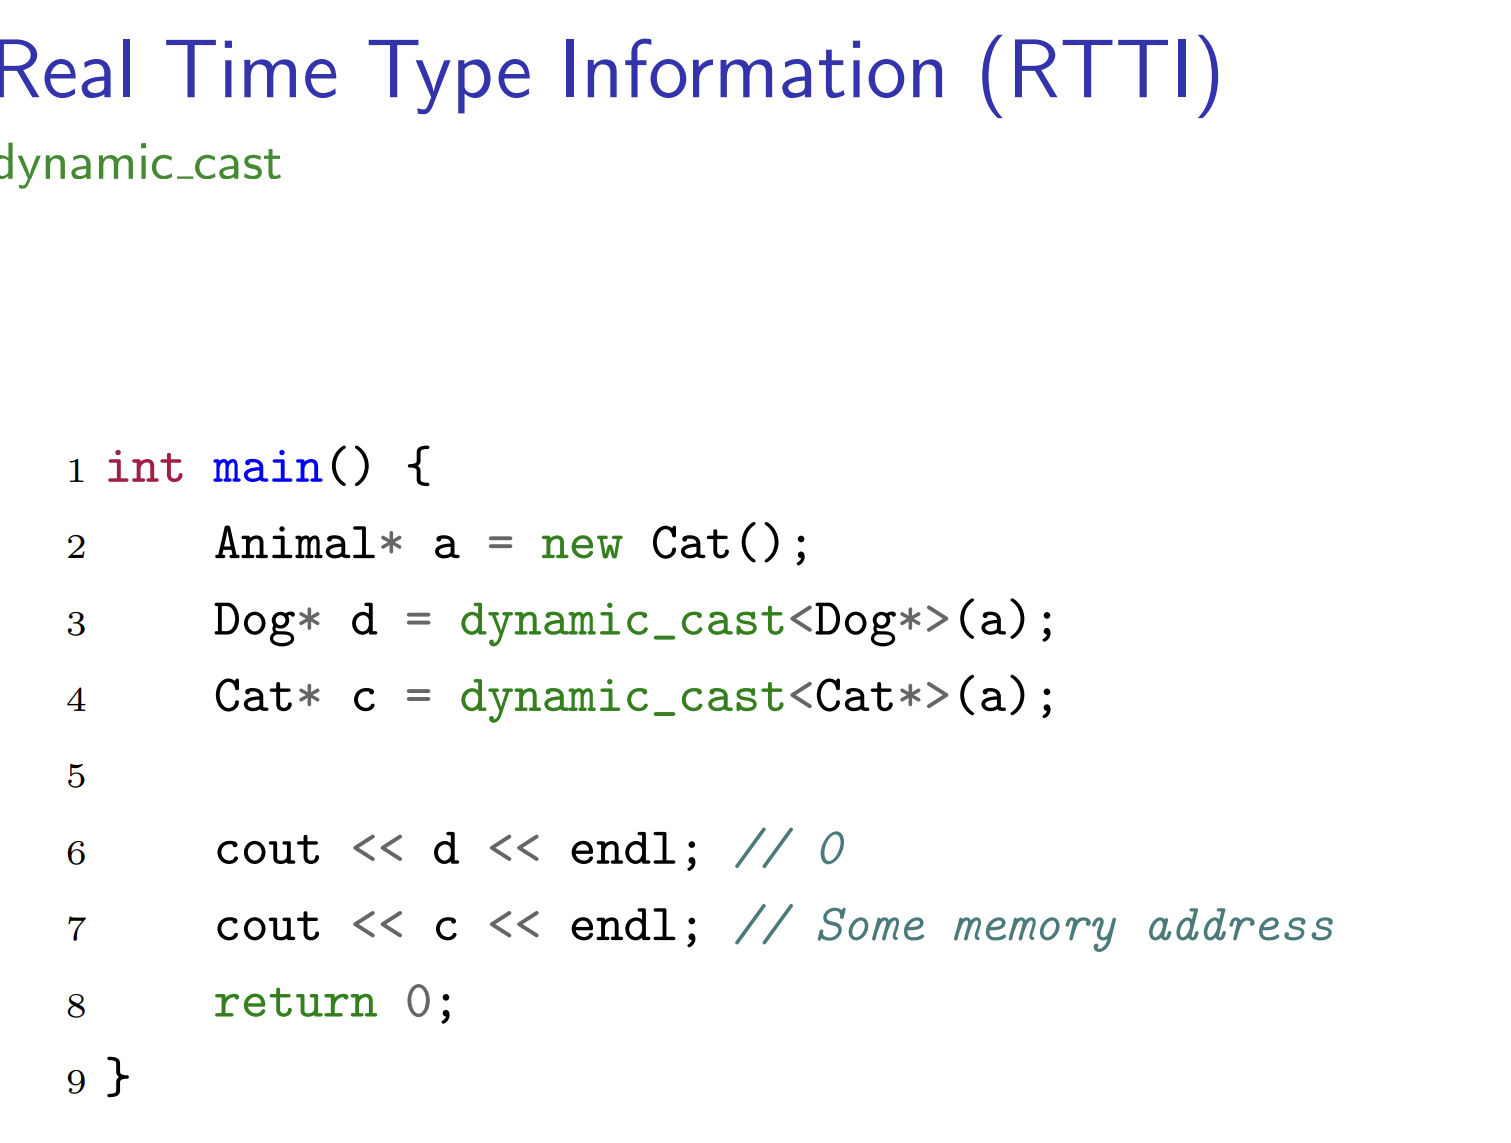 Real Time Type Information (RTTI)
dynamic_cast
1 int main() {
2     Animal* a = new Cat();
3     Dog* d = dynamic_cast<Dog*>(a);
4     Cat* c = dynamic_cast<Cat*>(a);
5
6     cout << d << endl; // 0
7     cout << c << endl; // Some memory address
8     return 0;
9 }